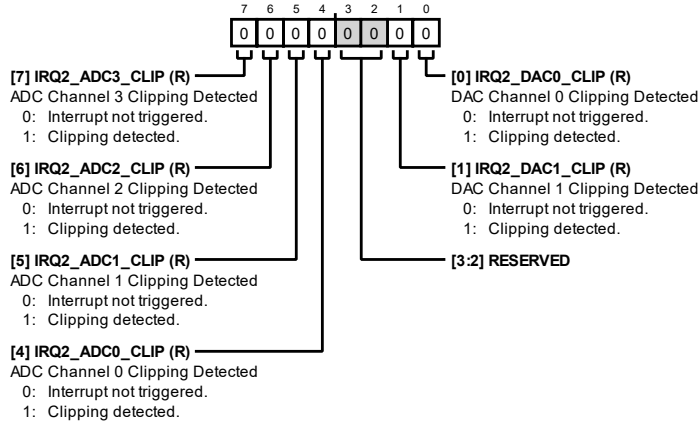 7 6 5 4 3 2 1 0
0 0 0 0 0 0 0 0
[7] IRQ2_ADC3_CLIP (R)
ADC Channel 3 Clipping Detected
0: Interrupt not triggered.
1: Clipping detected.
[6] IRQ2_ADC2_CLIP (R)
ADC Channel 2 Clipping Detected
0: Interrupt not triggered.
1: Clipping detected.
[5] IRQ2_ADC1_CLIP (R)
ADC Channel 1 Clipping Detected
0: Interrupt not triggered.
1: Clipping detected.
[4] IRQ2_ADC0_CLIP (R)
ADC Channel 0 Clipping Detected
0: Interrupt not triggered.
1: Clipping detected.
[0] IRQ2_DAC0_CLIP (R)
DAC Channel 0 Clipping Detected
0: Interrupt not triggered.
1: Clipping detected.
[1] IRQ2_DAC1_CLIP (R)
DAC Channel 1 Clipping Detected
0: Interrupt not triggered.
1: Clipping detected.
[3:2] RESERVED